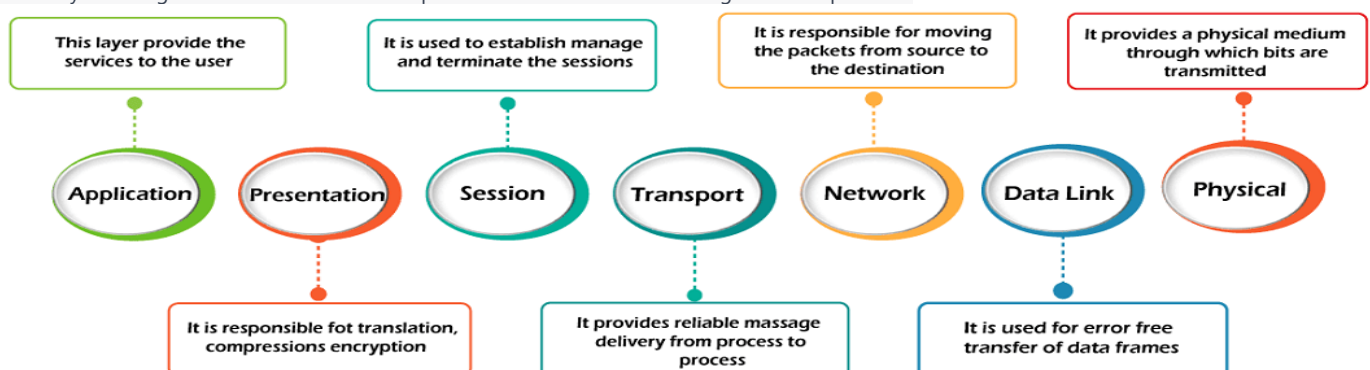 This layer provide the
services to the user
It is used to establish manage
and terminate the sessions
It is responsible for moving
the packets from source to
the destination
It provides a physical medium
through which bits are
transmitted
Application
Presentation
Session
Transport
Network
Data Link
Physical
It is responsible fot translation,
compressions encryption
It provides reliable massage
delivery from process to
process
It is used for error free
transfer of data frames